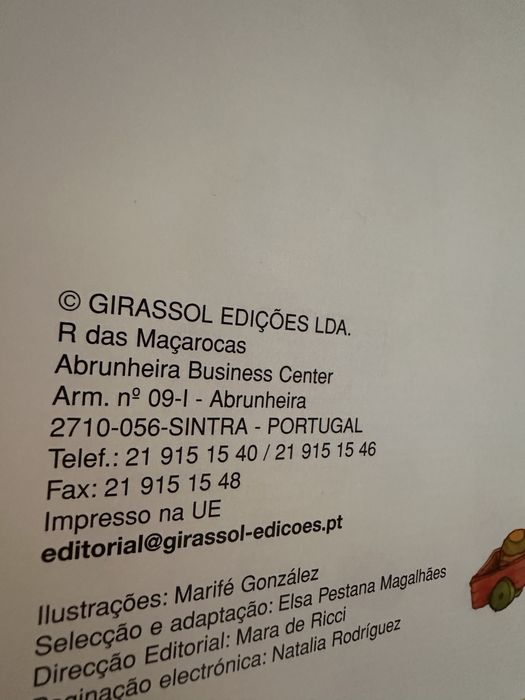 © GIRASSOL EDIÇÕES LDA.
R das Maçarocas
Abrunheira Business Center
Arm. nº 09-I - Abrunheira
2710-056-SINTRA - PORTUGAL
Telef.: 21 915 15 40 / 21 915 15 46
Fax: 21 915 15 48
Impresso na UE
editorial@girassol-edicoes.pt
Ilustrações: Marifé González
Selecção e adaptação: Elsa Pestana Magalhães
Direcção Editorial: Mara de Ricci
electrónica: Natalia Rodríguez